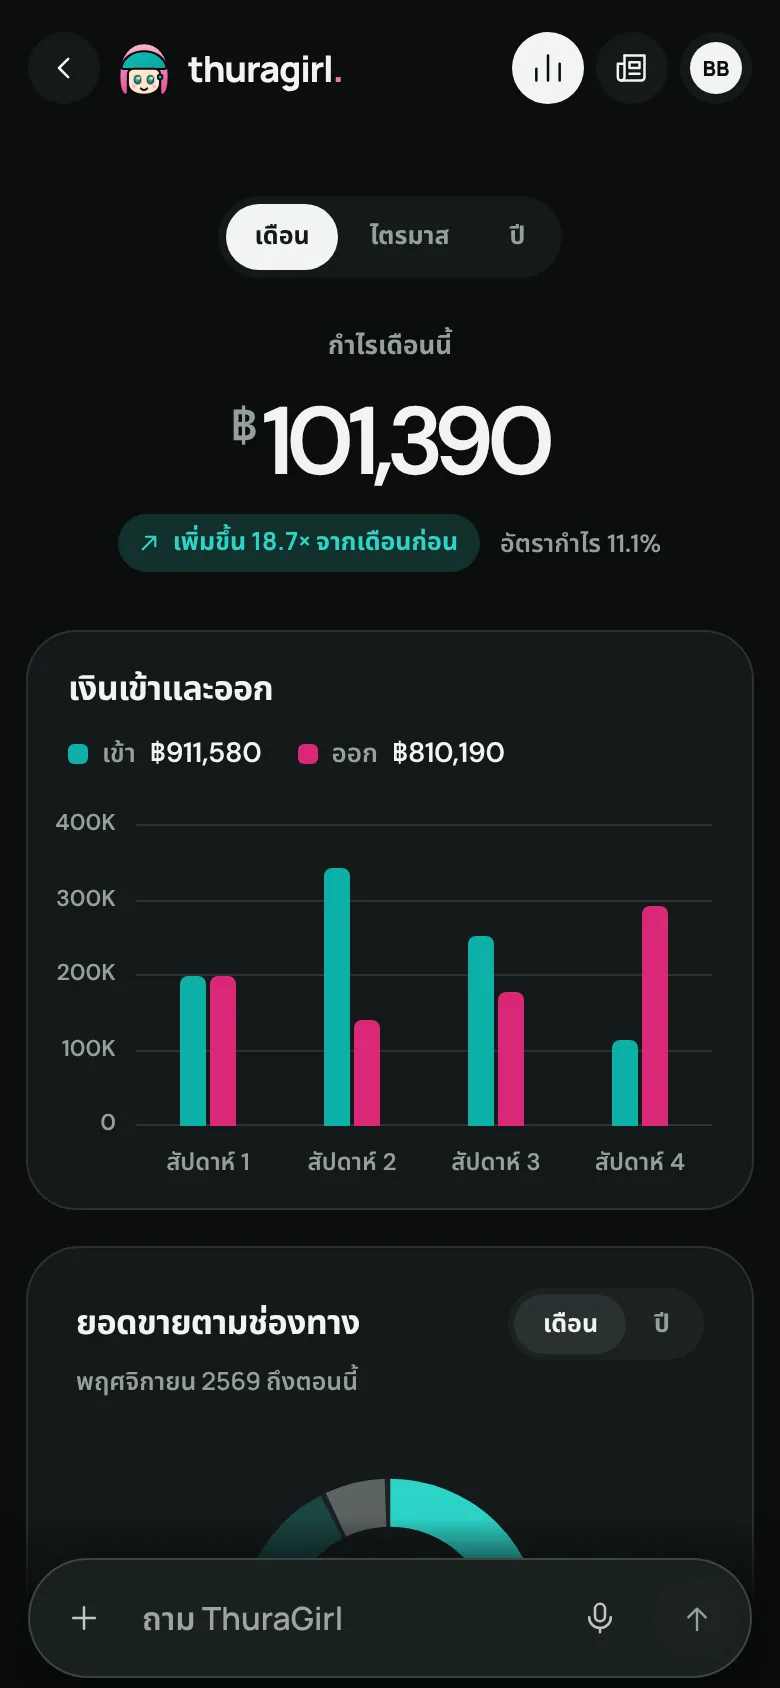 thuragirl.
BB
เดือน ไตรมาส ปี
กำไรเดือนนี้
฿101,390
เพิ่มขึ้น 18.7× จากเดือนก่อน อัตรากำไร 11.1%
เงินเข้าและออก
เข้า ฿911,580 ออก ฿810,190
400K
300K
200K
100K
0
สัปดาห์ 1 สัปดาห์ 2 สัปดาห์ 3 สัปดาห์ 4
ยอดขายตามช่องทาง
เดือน ปี
พฤศจิกายน 2569 ถึงตอนนี้
ถาม ThuraGirl